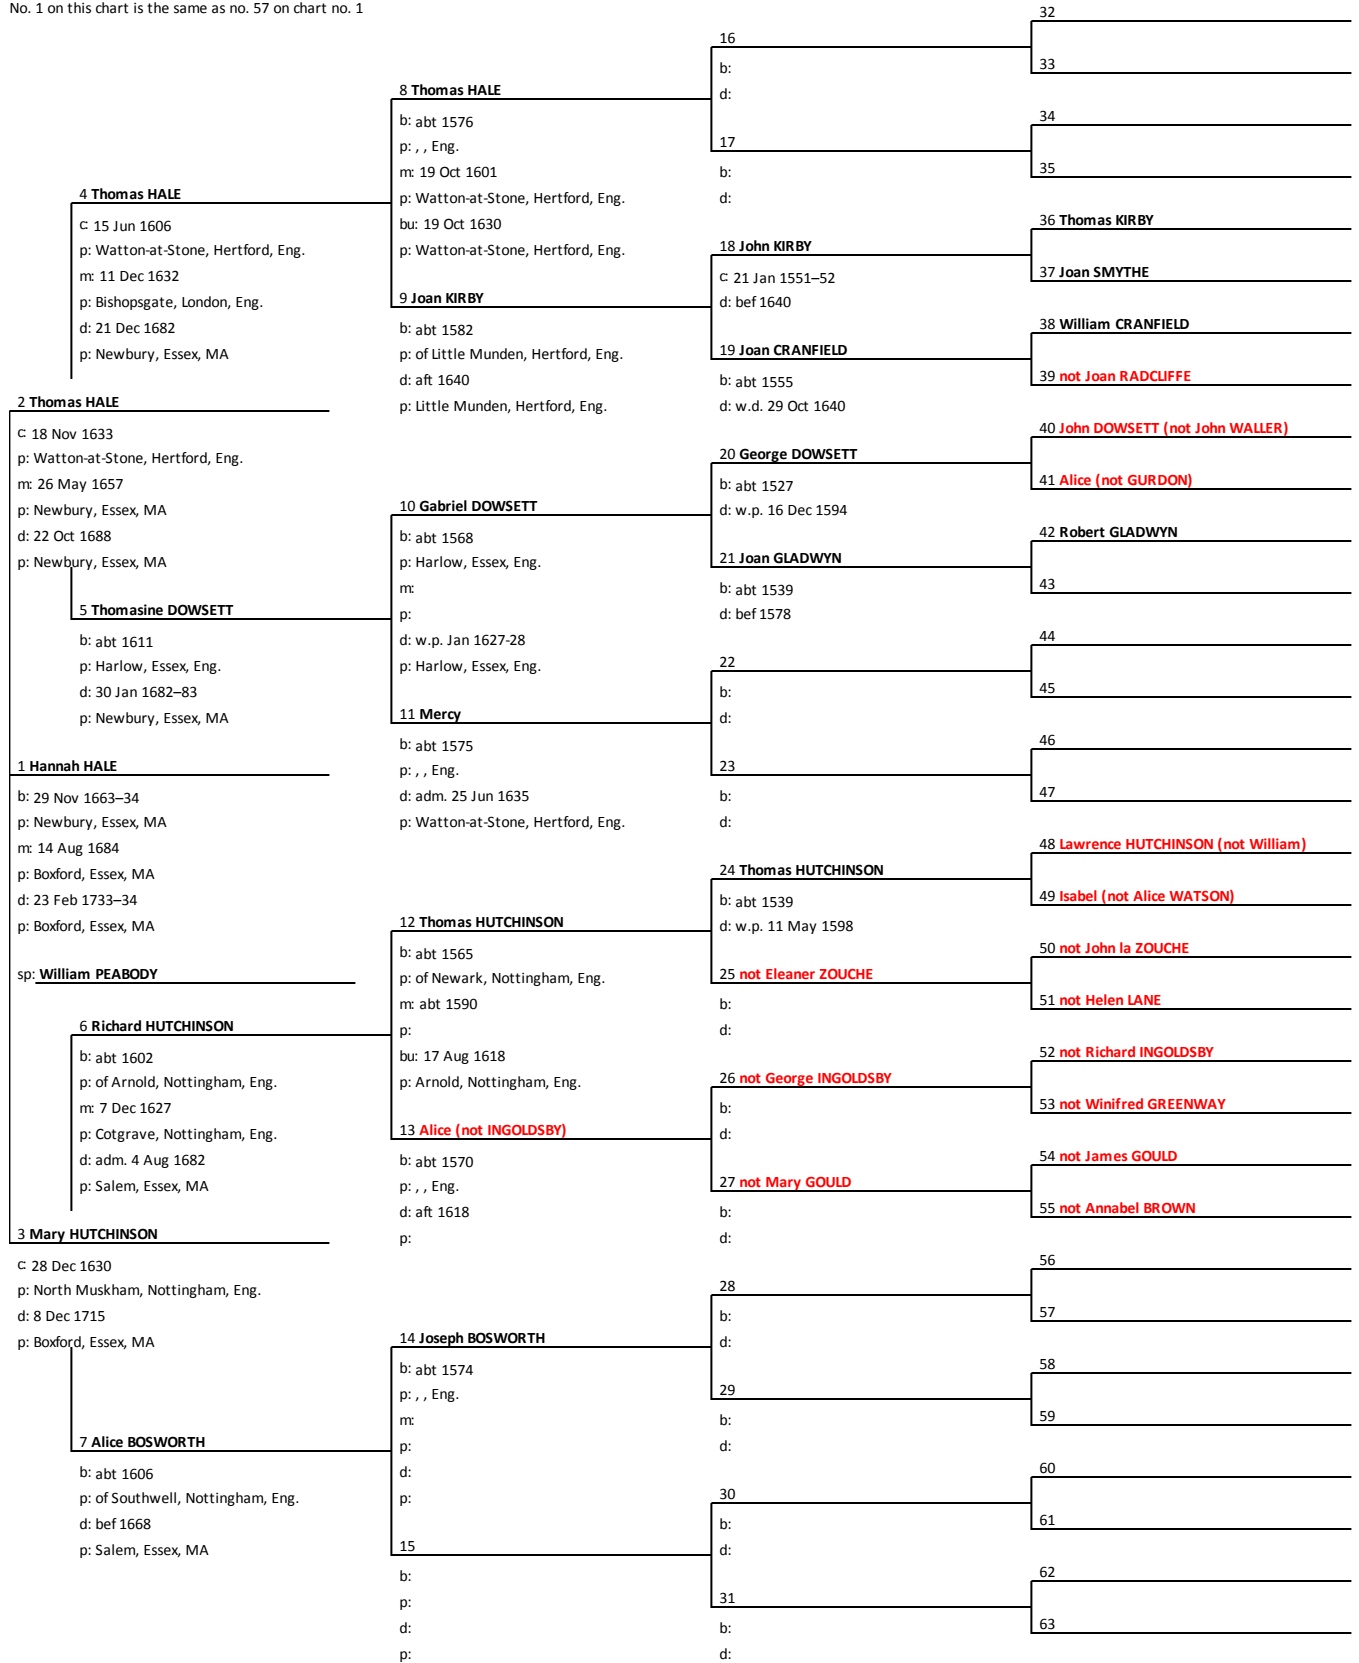 No. 1 on this chart is the same as no. 57 on chart no. 1
2 Thomas HALE
c: 18 Nov 1633
p: Watton-at-Stone, Hertford, Eng.
m: 26 May 1657
p: Newbury, Essex, MA
d: 22 Oct 1688
p: Newbury, Essex, MA
1 Hannah HALE
b: 29 Nov 1663–34
p: Newbury, Essex, MA
m: 14 Aug 1684
p: Boxford, Essex, MA
d: 23 Feb 1733–34
p: Boxford, Essex, MA
sp: William PEABODY
3 Mary HUTCHINSON
c: 28 Dec 1630
p: North Muskham, Nottingham, Eng.
d: 8 Dec 1715
p: Boxford, Essex, MA
4 Thomas HALE
c: 15 Jun 1606
p: Watton-at-Stone, Hertford, Eng.
m: 11 Dec 1632
p: Bishopsgate, London, Eng.
d: 21 Dec 1682
p: Newbury, Essex, MA
5 Thomasine DOWSETT
b: abt 1611
p: Harlow, Essex, Eng.
d: 30 Jan 1682–83
p: Newbury, Essex, MA
6 Richard HUTCHINSON
b: abt 1602
p: of Arnold, Nottingham, Eng.
m: 7 Dec 1627
p: Cotgrave, Nottingham, Eng.
d: adm. 4 Aug 1682
p: Salem, Essex, MA
7 Alice BOSWORTH
b: abt 1606
p: of Southwell, Nottingham, Eng.
d: bef 1668
p: Salem, Essex, MA
8 Thomas HALE
b: abt 1576
p: , , Eng.
m: 19 Oct 1601
p: Watton-at-Stone, Hertford, Eng.
bu: 19 Oct 1630
p: Watton-at-Stone, Hertford, Eng.
9 Joan KIRBY
b: abt 1582
p: of Little Munden, Hertford, Eng.
d: aft 1640
p: Little Munden, Hertford, Eng.
10 Gabriel DOWSETT
b: abt 1568
p: Harlow, Essex, Eng.
m:
p:
d: w.p. Jan 1627-28
p: Harlow, Essex, Eng.
11 Mercy
b: abt 1575
p: , , Eng.
d: adm. 25 Jun 1635
p: Watton-at-Stone, Hertford, Eng.
12 Thomas HUTCHINSON
b: abt 1565
p: of Newark, Nottingham, Eng.
m: abt 1590
p:
bu: 17 Aug 1618
p: Arnold, Nottingham, Eng.
13 Alice (not INGOLDSBY)
b: abt 1570
p: , , Eng.
d: aft 1618
p:
14 Joseph BOSWORTH
b: abt 1574
p: , , Eng.
m:
p:
d:
p:
15
b:
p:
d:
p:
16
b:
d:
17
b:
d:
18 John KIRBY
c: 21 Jan 1551–52
d: bef 1640
19 Joan CRANFIELD
b: abt 1555
d: w.d. 29 Oct 1640
20 George DOWSETT
b: abt 1527
d: w.p. 16 Dec 1594
21 Joan GLADWYN
b: abt 1539
d: bef 1578
22
b:
d:
23
b:
d:
24 Thomas HUTCHINSON
b: abt 1539
d: w.p. 11 May 1598
25 not Eleaner ZOUCHE
b:
d:
26 not George INGOLDSBY
b:
d:
27 not Mary GOULD
b:
d:
28
b:
d:
29
b:
d:
30
b:
d:
31
b:
d:
32
33
34
35
36 Thomas KIRBY
37 Joan SMYTHE
38 William CRANFIELD
39 not Joan RADCLIFFE
40 John DOWSETT (not John WALLER)
41 Alice (not GURDON)
42 Robert GLADWYN
43
44
45
46
47
48 Lawrence HUTCHINSON (not William)
49 Isabel (not Alice WATSON)
50 not John la ZOUCHE
51 not Helen LANE
52 not Richard INGOLDSBY
53 not Winifred GREENWAY
54 not James GOULD
55 not Annabel BROWN
56
57
58
59
60
61
62
63